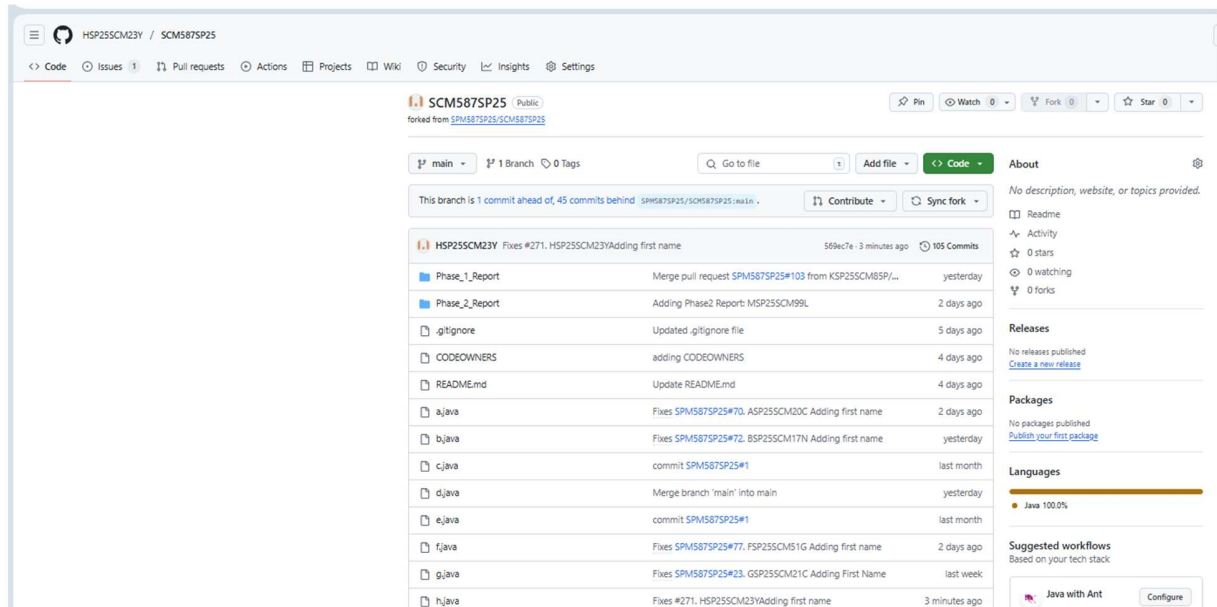 HSP25SCM23Y / SCM587SP25
Code Issues 1 Pull requests Actions Projects Wiki Security Insights Settings
SCM587SP25 Public
Pin Watch 0 Fork 0 Star 0
forked from SPM587SP25/SCM587SP25
main 1 Branch 0 Tags Go to file t Add file Code
This branch is 1 commit ahead of, 45 commits behind SPM587SP25/SCM587SP25:main .
Contribute Sync fork
HSP25SCM23Y Fixes #271. HSP25SCM23YAdding first name 569ec7e · 3 minutes ago 105 Commits
Phase_1_Report Merge pull request SPM587SP25#103 from KSP25SCM85P/... yesterday
Phase_2_Report Adding Phase2 Report: MSP25SCM99L 2 days ago
.gitignore Updated .gitignore file 5 days ago
CODEOWNERS adding CODEOWNERS 4 days ago
README.md Update README.md 4 days ago
a.java Fixes SPM587SP25#70. ASP25SCM20C Adding first name 2 days ago
b.java Fixes SPM587SP25#72. BSP25SCM17N Adding first name yesterday
c.java commit SPM587SP25#1 last month
d.java Merge branch 'main' into main yesterday
e.java commit SPM587SP25#1 last month
f.java Fixes SPM587SP25#77. FSP25SCM51G Adding first name 2 days ago
g.java Fixes SPM587SP25#23. GSP25SCM21C Adding First Name last week
h.java Fixes #271. HSP25SCM23YAdding first name 3 minutes ago
About
No description, website, or topics provided.
Readme
Activity
0 stars
0 watching
0 forks
Releases
No releases published
Create a new release
Packages
No packages published
Publish your first package
Languages
Java 100.0%
Suggested workflows
Based on your tech stack
Java with Ant Configure